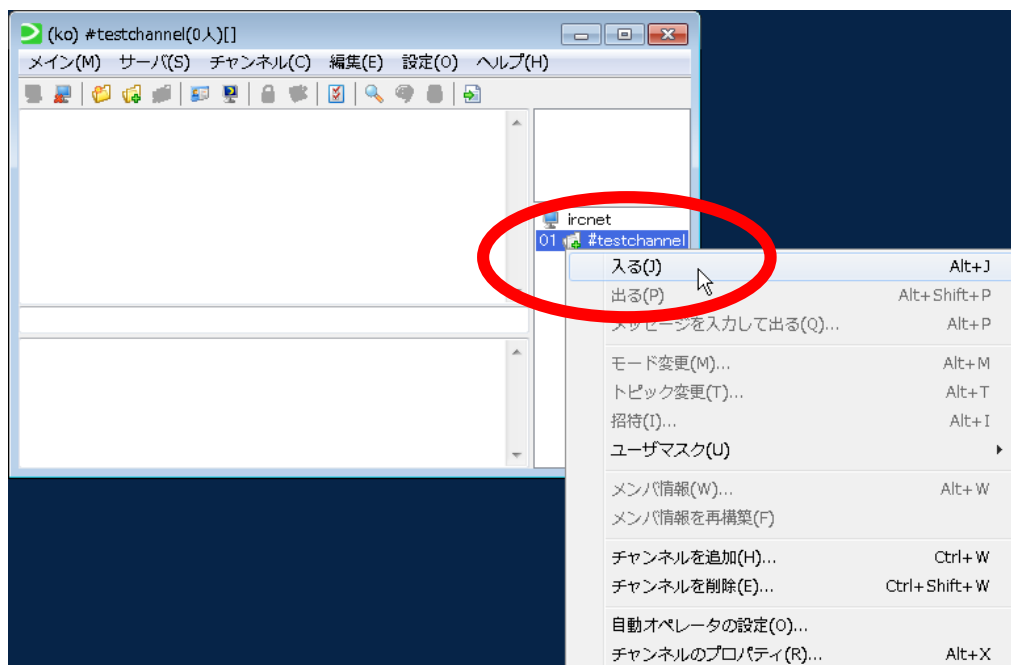 (ko) #testchannel(0人)[]
メイン(M) サーバ(S) チャンネル(C) 編集(E) 設定(O) ヘルプ(H)
ircnet
01 #testchannel
入る(J) Alt+J
出る(P) Alt+Shift+P
メッセージを入力して出る(Q)... Alt+P
モード変更(M)... Alt+M
トピック変更(T)... Alt+T
招待(I)... Alt+I
ユーザマスク(U)
メンバ情報(W)... Alt+W
メンバ情報を再構築(F)
チャンネルを追加(H)... Ctrl+W
チャンネルを削除(E)... Ctrl+Shift+W
自動オペレータの設定(O)...
チャンネルのプロパティ(R)... Alt+X